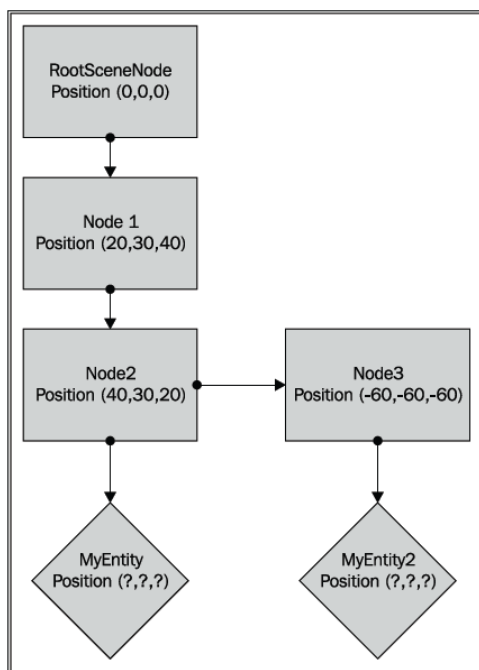 RootSceneNode
Position (0,0,0)
Node 1
Position (20,30,40)
Node2
Position (40,30,20)
Node3
Position (-60,-60,-60)
MyEntity
Position (?,?,?)
MyEntity2
Position (?,?,?)